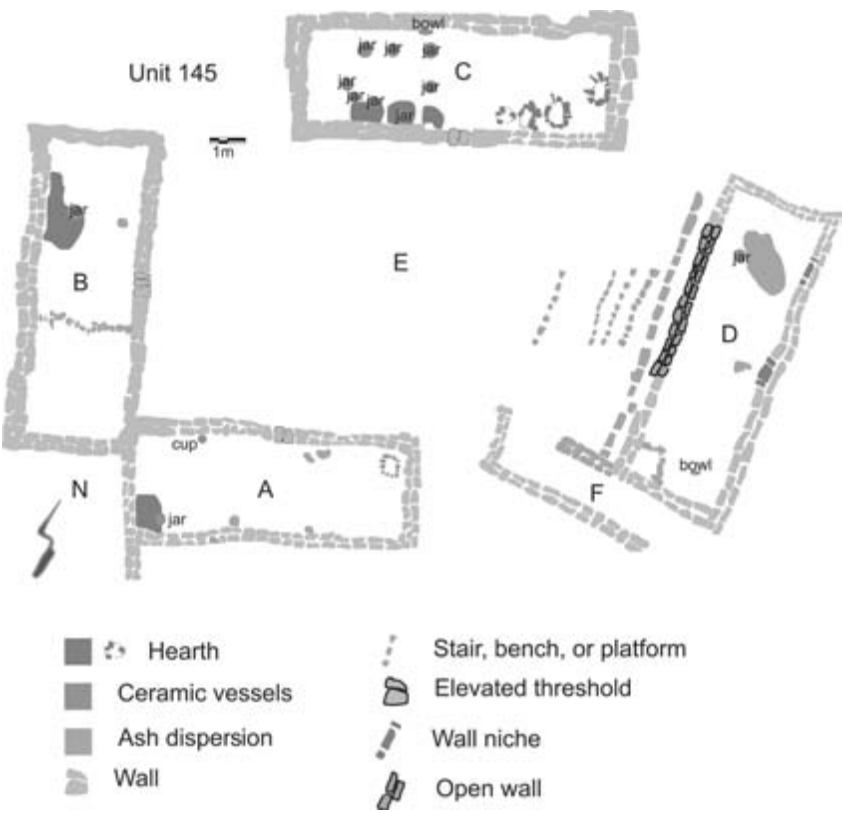 bowl
jar jar jar
C
Unit 145
jar
jar
jar
jar
jar
1m
jar
B
E
jar
D
cup
A
N
jar
bowl
F
Hearth
Ceramic vessels
Ash dispersion
Wall
Stair, bench, or platform
Elevated threshold
Wall niche
Open wall